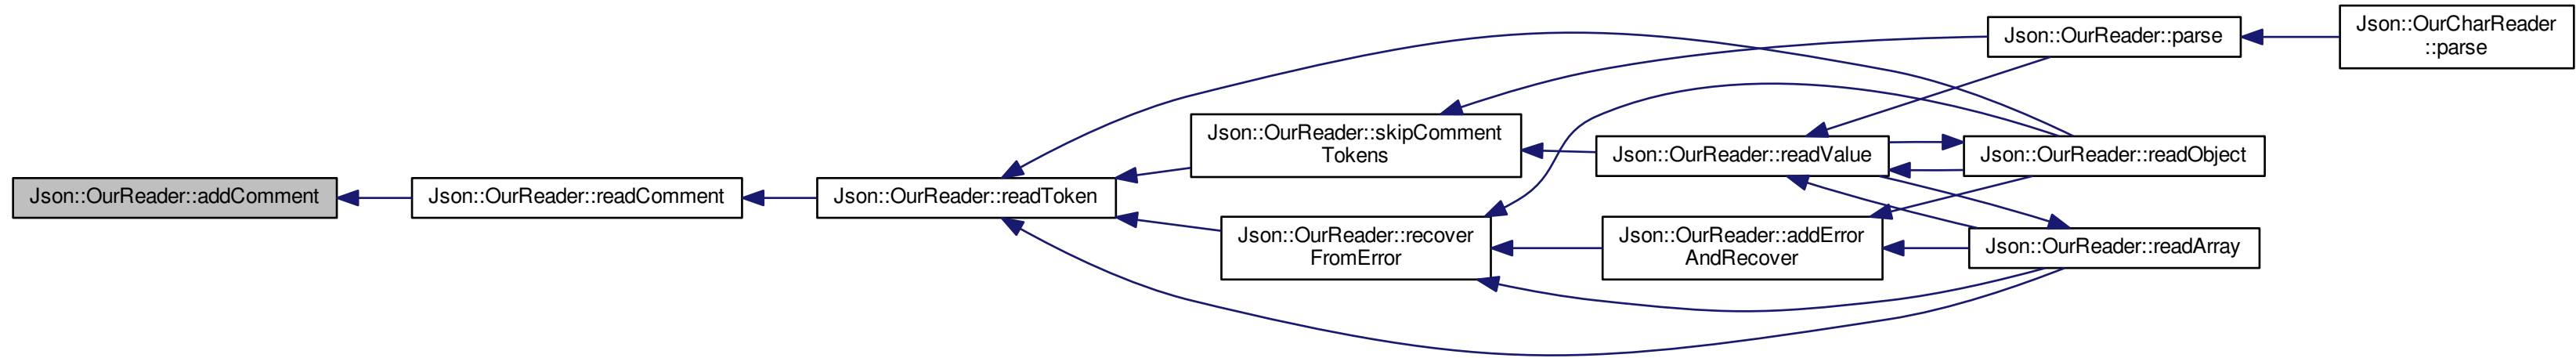 Json::OurReader::addComment
Json::OurReader::readComment
Json::OurReader::readToken
Json::OurReader::skipComment
Tokens
Json::OurReader::recover
FromError
Json::OurReader::readValue
Json::OurReader::addError
AndRecover
Json::OurReader::parse
Json::OurReader::readObject
Json::OurReader::readArray
Json::OurCharReader
::parse